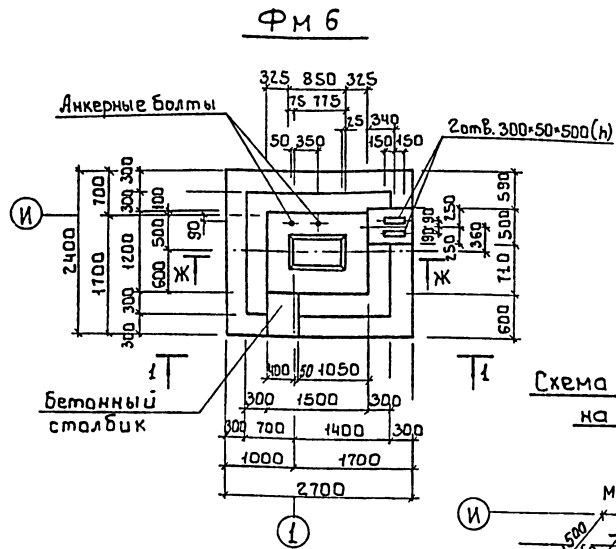 Фм 6
325 850 325
75 775
Анкерные болты
25 340
50 350
150 150
2 отв. 300×50×500(h)
И
2400
700 1700
300 300 100 500 1200 600 300 300
90
Ж Ж
590 500 710 600
90 90 250 250 360
1 1
400 50 1050
Бетонный
столбик
300 1500 300
300 700 1400 300
1000 1700
2700
1
Схема
на
И
М
500